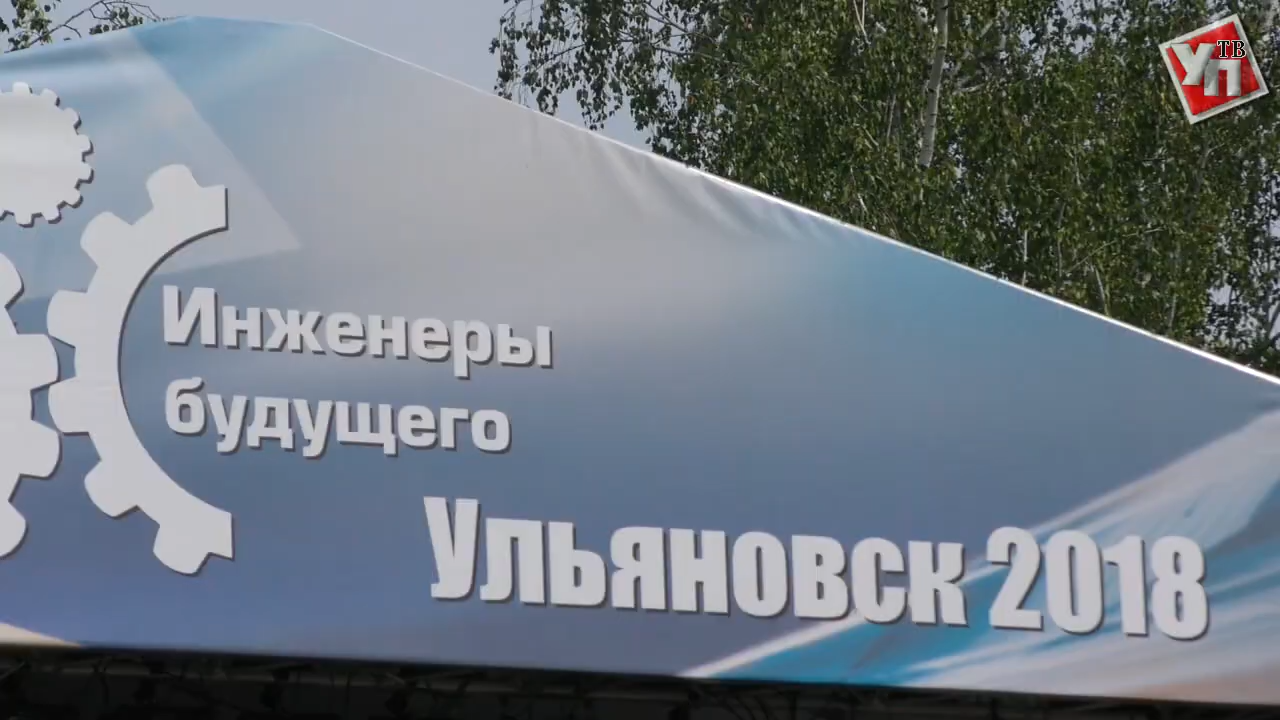 УП
ТВ
Инженеры
будущего
Ульяновск 2018